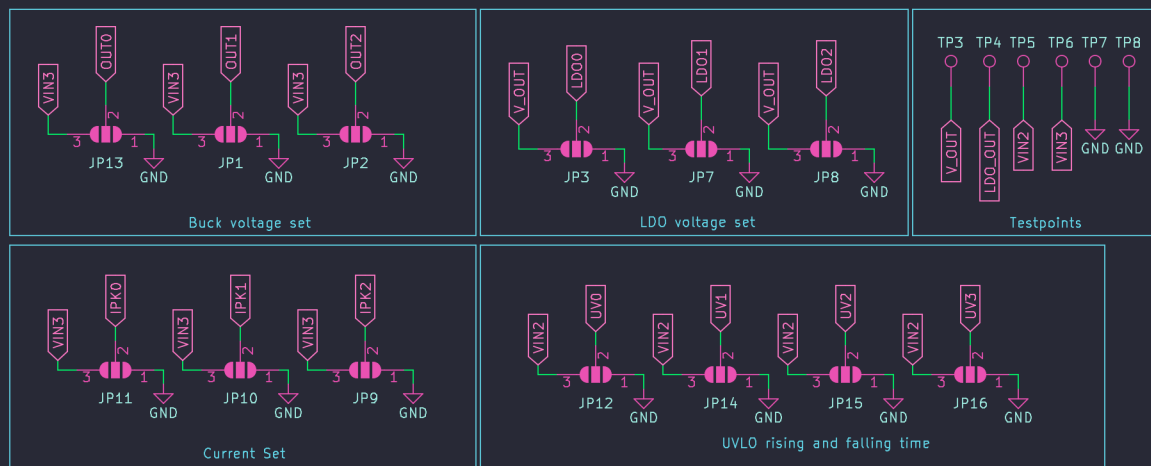 VIN3
OUT0
VIN3
OUT1
VIN3
OUT2
3 2 1
3 2 1
3 2 1
JP13 JP1 JP2
GND GND GND
Buck voltage set
V_OUT
LDO0
V_OUT
LDO1
V_OUT
LDO2
3 2 1
3 2 1
3 2 1
JP3 JP7 JP8
GND GND GND
LDO voltage set
TP3 TP4 TP5 TP6 TP7 TP8
V_OUT
LDO_OUT
VIN2
VIN3
GND GND
Testpoints
VIN3
IPK0
VIN3
IPK1
VIN3
IPK2
3 2 1
3 2 1
3 2 1
JP11 JP10 JP9
GND GND GND
Current Set
VIN2
UV0
VIN2
UV1
VIN2
UV2
VIN2
UV3
3 2 1
3 2 1
3 2 1
3 2 1
JP12 JP14 JP15 JP16
GND GND GND GND
UVLO rising and falling time